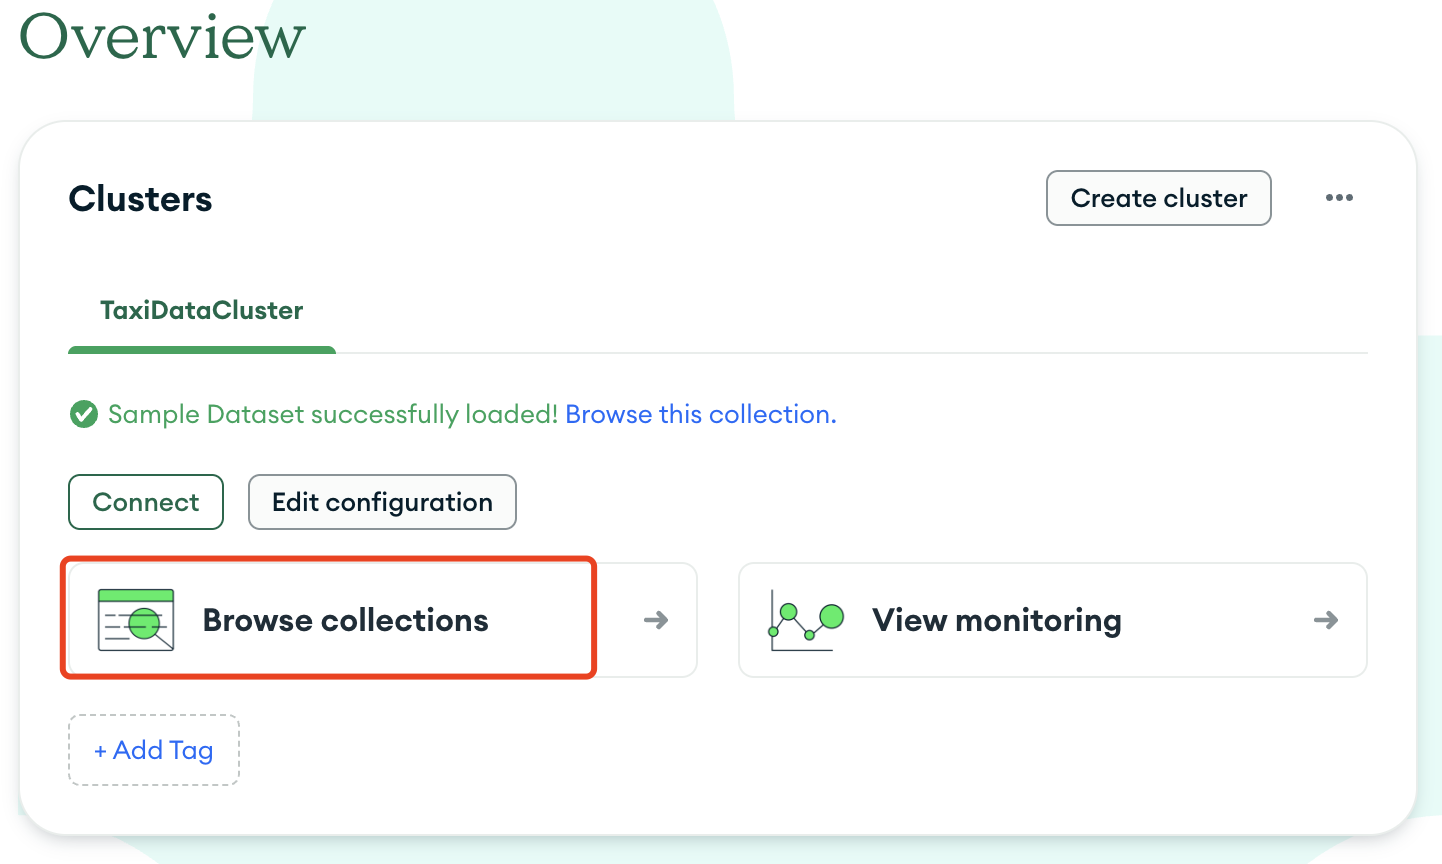 Overview
Clusters
Create cluster
TaxiDataCluster
Sample Dataset successfully loaded! Browse this collection.
Connect
Edit configuration
Browse collections
View monitoring
+ Add Tag